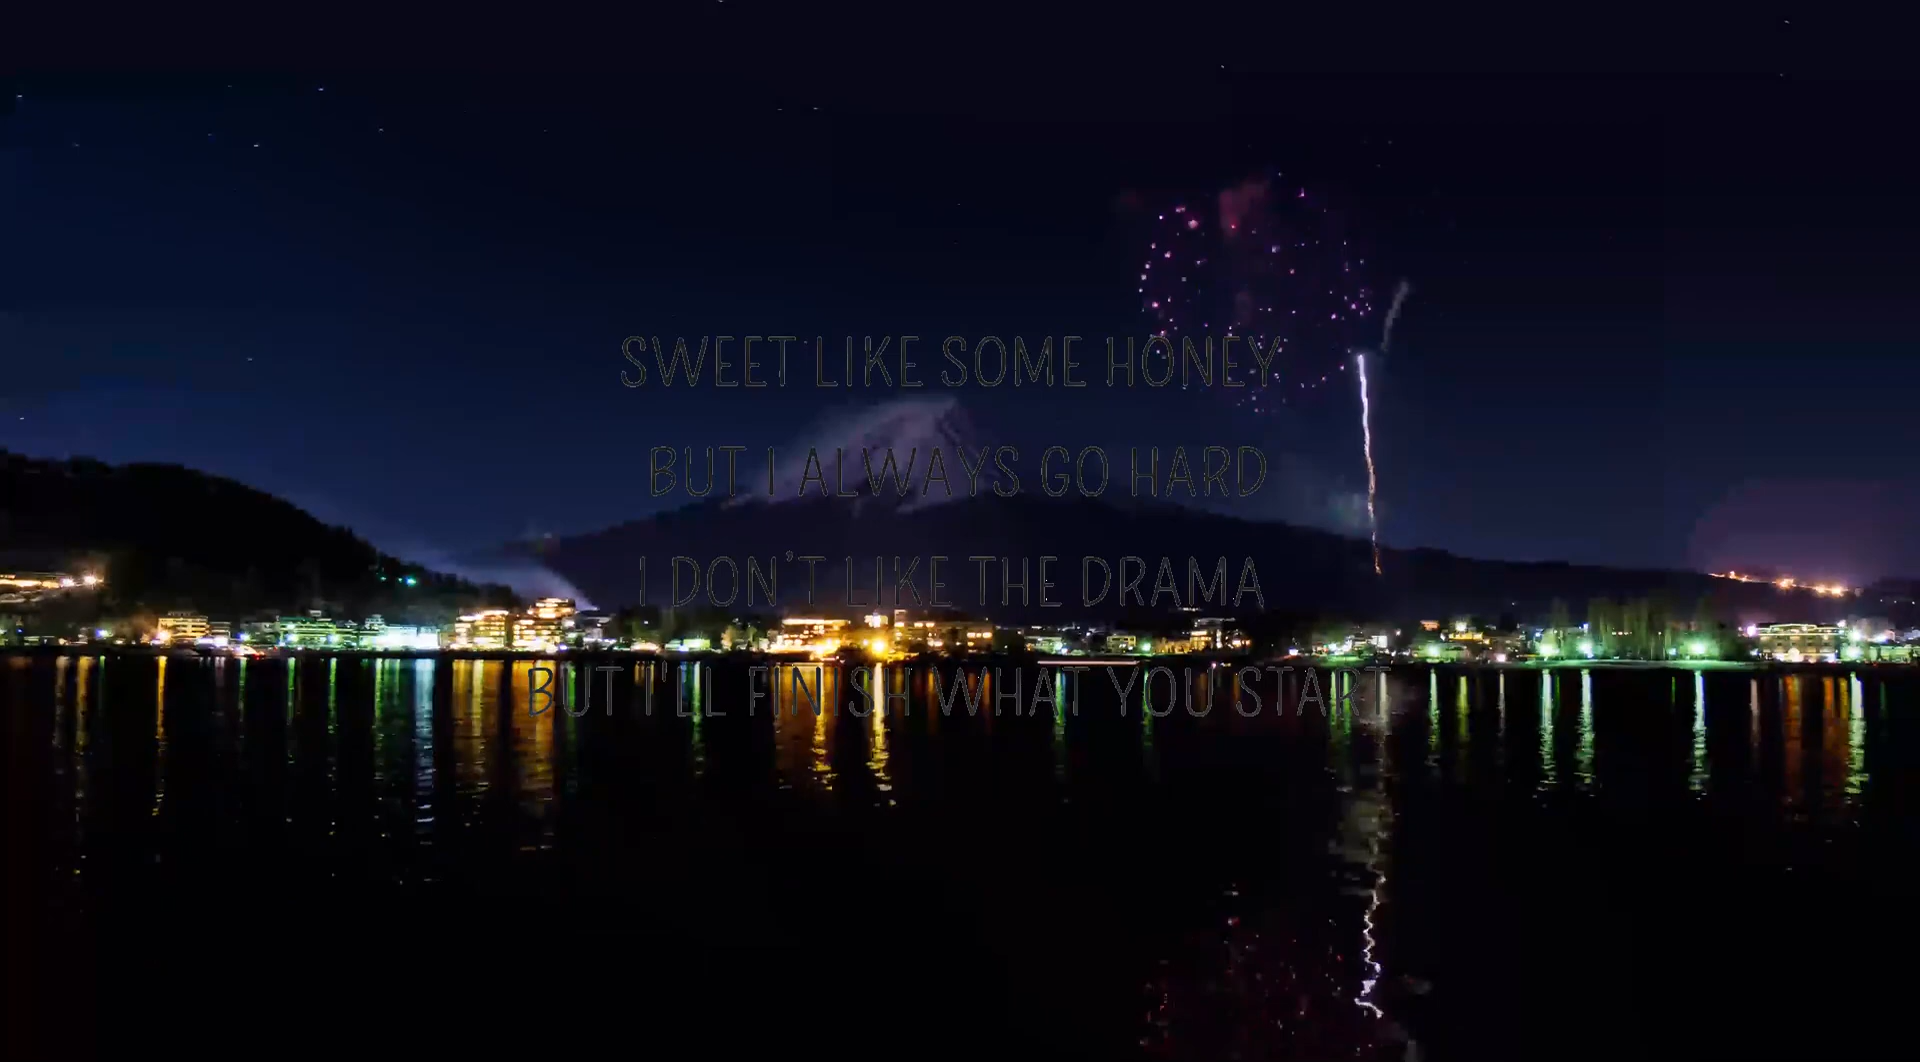 SWEET LIKE SOME HONEY
BUT I ALWAYS GO HARD
I DON’T LIKE THE DRAMA
BUT I'LL FINISH WHAT YOU START